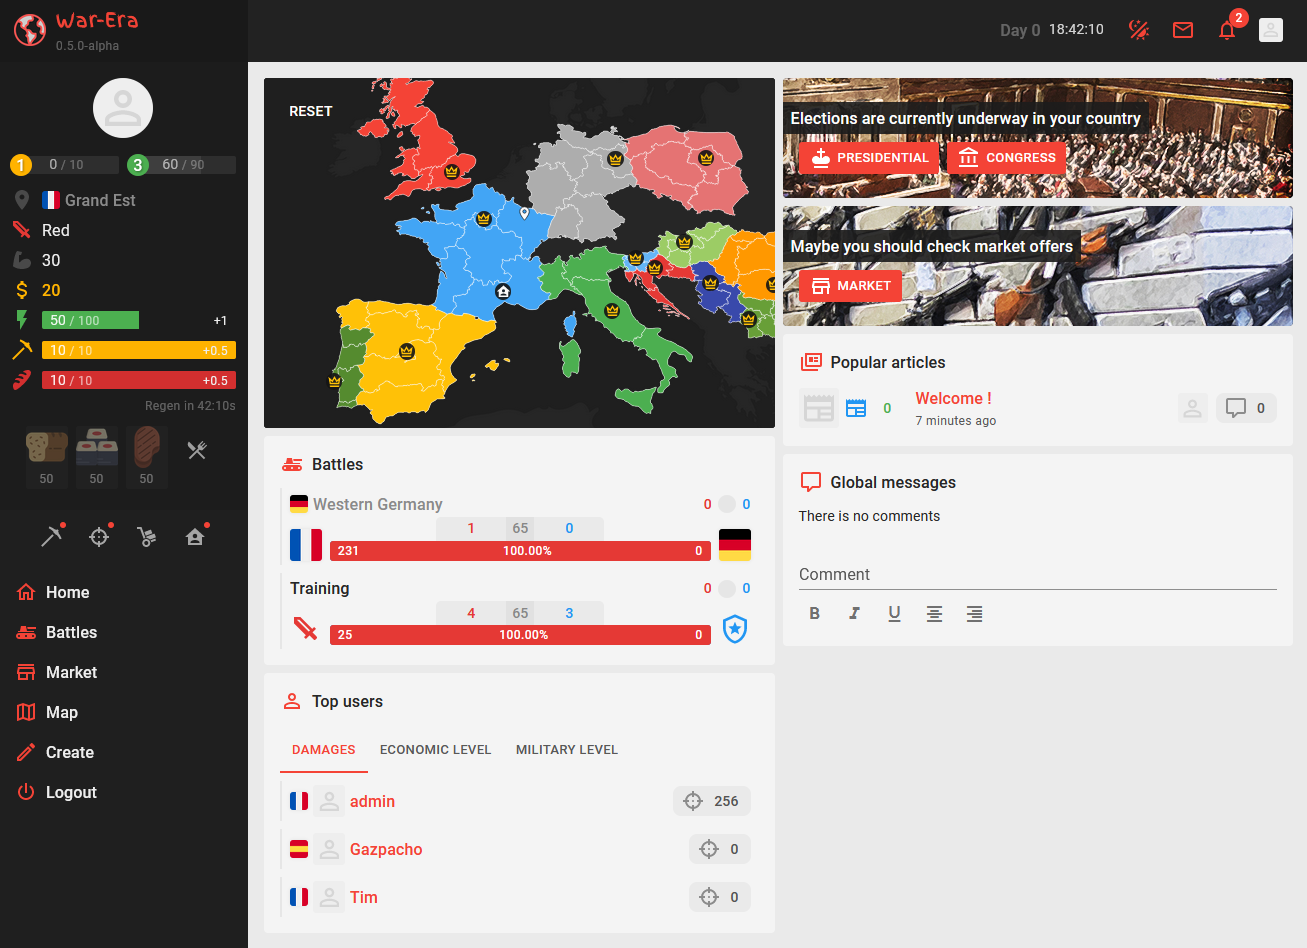 War-Era
0.5.0-alpha
Day 0 18:42:10
2
1 0 / 10 3 60 / 90
Grand Est
Red
30
20
50 / 100 +1
10 / 10 +0.5
10 / 10 +0.5
Regen in 42:10s
50 50 50
Home
Battles
Market
Map
Create
Logout
RESET
Battles
Western Germany 0 0
1 65 0
231 100.00% 0
Training 0 0
4 65 3
25 100.00% 0
Top users
DAMAGES ECONOMIC LEVEL MILITARY LEVEL
admin 256
Gazpacho 0
Tim 0
Elections are currently underway in your country
PRESIDENTIAL CONGRESS
Maybe you should check market offers
MARKET
Popular articles
0 Welcome ! 0
7 minutes ago
Global messages
There is no comments
Comment
B I U